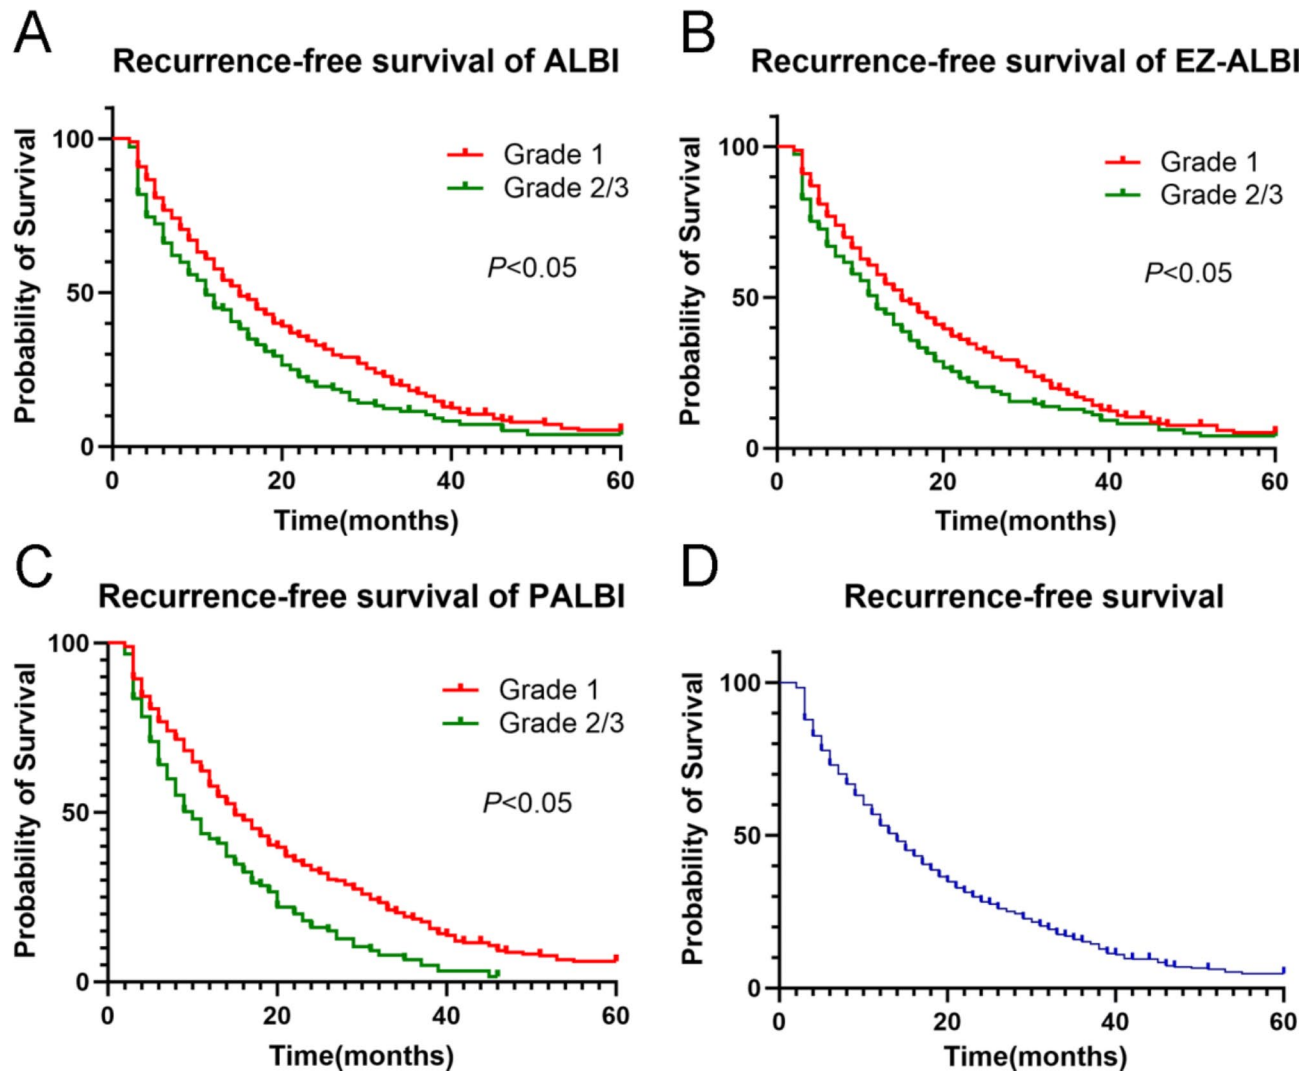 A
Recurrence-free survival of ALBI
Probability of Survival
100
50
0
Grade 1
Grade 2/3
P<0.05
0 20 40 60
Time(months)
B
Recurrence-free survival of EZ-ALBI
Probability of Survival
100
50
0
Grade 1
Grade 2/3
P<0.05
0 20 40 60
Time(months)
C
Recurrence-free survival of PALBI
Probability of Survival
100
50
0
Grade 1
Grade 2/3
P<0.05
0 20 40 60
Time(months)
D
Recurrence-free survival
Probability of Survival
100
50
0
0 20 40 60
Time(months)